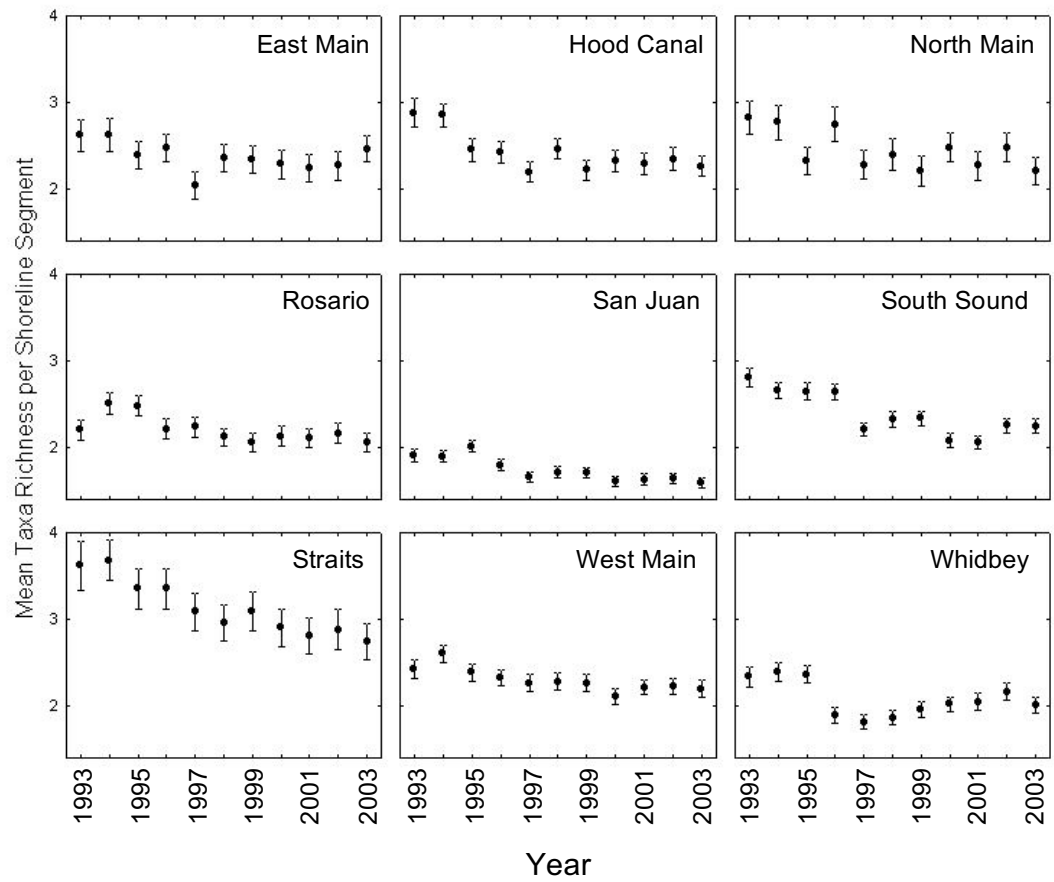 East Main
Hood Canal
North Main
4
3
2
Rosario
San Juan
South Sound
4
3
2
Straits
West Main
Whidbey
4
3
2
Mean Taxa Richness per Shoreline Segment
1993 1995 1997 1999 2001 2003
1993 1995 1997 1999 2001 2003
1993 1995 1997 1999 2001 2003
Year